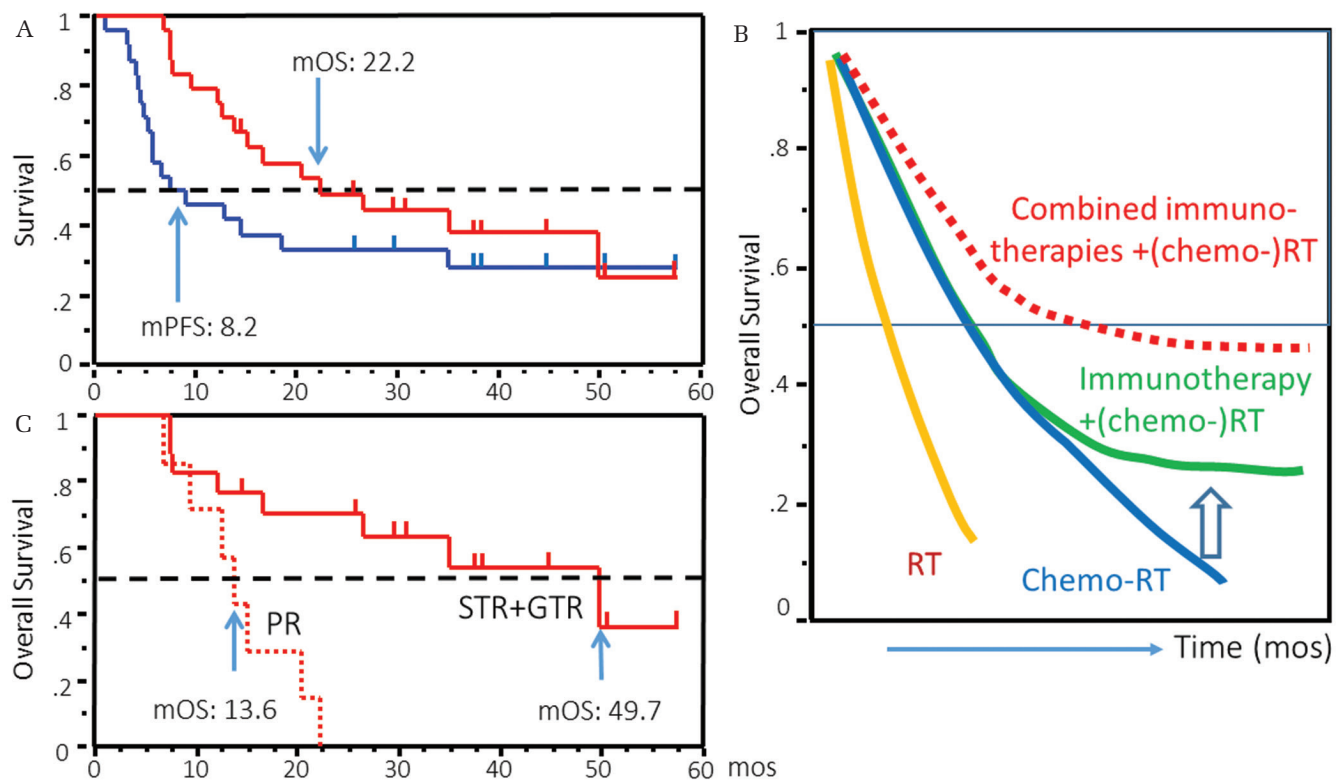 A
1
.8
.6
.4
.2
0
Survival
mOS: 22.2
mPFS: 8.2
0
10
20
30
40
50
60
B
1
.8
.6
.4
.2
0
Overall Survival
Combined immuno-
therapies +(chemo-)RT
Immunotherapy
+(chemo-)RT
RT
Chemo-RT
Time (mos)
C
1
.8
.6
.4
.2
0
Overall Survival
PR
STR+GTR
mOS: 13.6
mOS: 49.7
0
10
20
30
40
50
60
mos